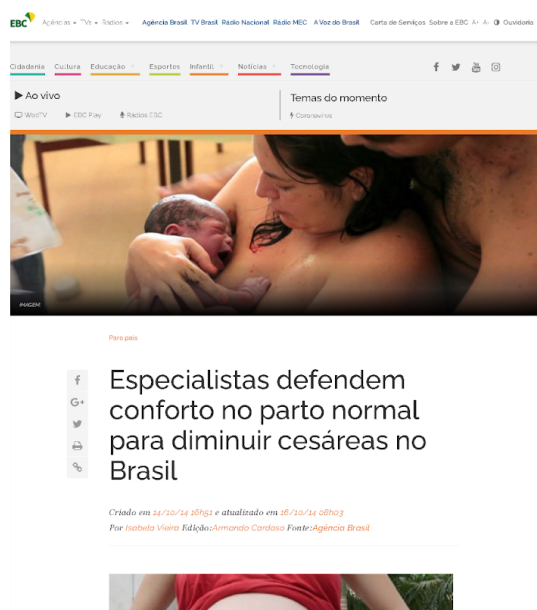 EBC Agências TVs Rádios Agência Brasil TV Brasil Rádio Nacional Rádio MEC A Voz do Brasil Carta de Serviços Sobre a EBC A+ A- Ouvidoria
Cidadania Cultura Educação Esportes Infantil Notícias Tecnologia
Ao vivo
WebTV EBC Play Rádios EBC
Temas do momento
Coronavírus
IMAGEM
Para pais
Especialistas defendem
conforto no parto normal
para diminuir cesáreas no
Brasil
Criado em 24/10/14 16h51 e atualizado em 16/10/14 08h03
Por Isabela Vieira Edição:Armando Cardoso Fonte:Agência Brasil